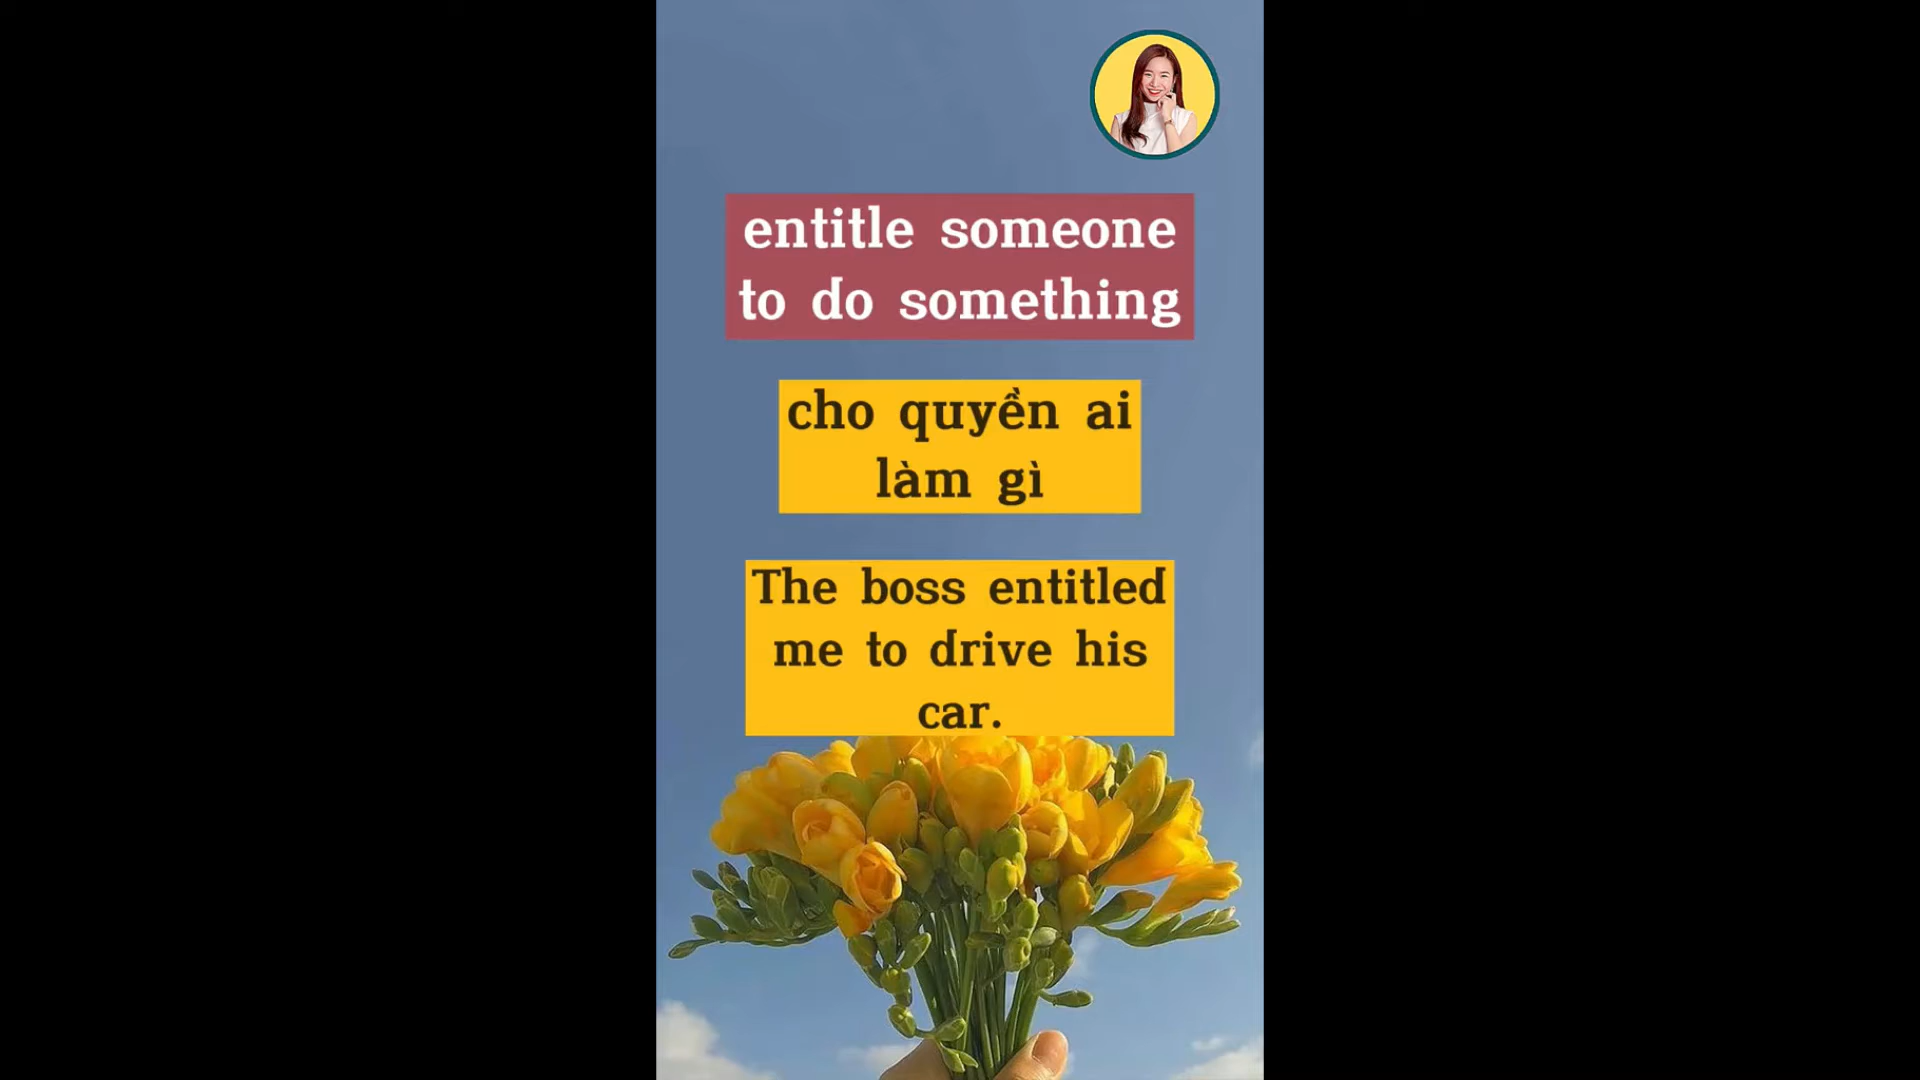 entitle someone
to do something
cho quyền ai
làm gì
The boss entitled
me to drive his
car.